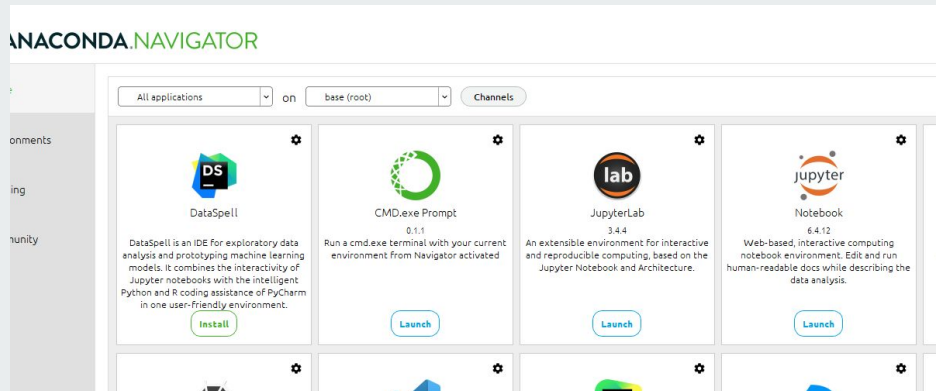 ANACONDA.NAVIGATOR
All applications
on
base (root)
Channels
onments
ing
nunity
DS
DataSpell
DataSpell is an IDE for exploratory data
analysis and prototyping machine learning
models. It combines the interactivity of
Jupyter notebooks with the intelligent
Python and R coding assistance of PyCharm
in one user-friendly environment.
Install
CMD.exe Prompt
0.1.1
Run a cmd.exe terminal with your current
environment from Navigator activated
Launch
lab
JupyterLab
3.4.4
An extensible environment for interactive
and reproducible computing, based on the
Jupyter Notebook and Architecture.
Launch
jupyter
Notebook
6.4.12
Web-based, interactive computing
notebook environment. Edit and run
human-readable docs while describing the
data analysis.
Launch